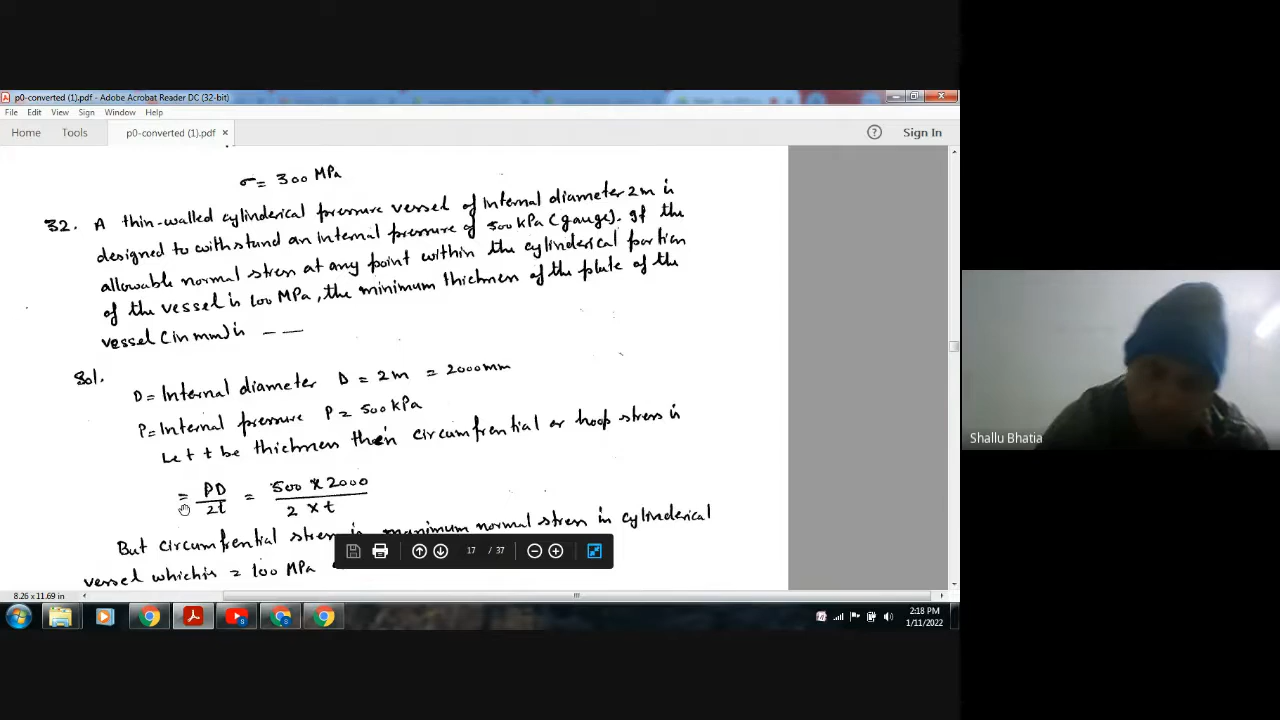 p0-converted (1).pdf - Adobe Acrobat Reader DC (32-bit)
File Edit View Sign Window Help
Home Tools p0-converted (1).pdf × ? Sign In
σ = 300 MPa
32. A thin-walled cylinderical pressure vessel of internal diameter 2m is
designed to withstand an internal pressure of 500 kPa (gauge). If the
allowable normal stress at any point within the cylinderical portion
of the vessel is 100 MPa, the minimum thickness of the plate of the
vessel (in mm) is — —
Sol.
D = Internal diameter D = 2m = 2000mm
P = Internal pressure P = 500 kPa
Let t be thickness then circumfrential or hoop stress is
= PD/2t = 500 × 2000 / 2 × t
But circumfrential stress is maximum normal stress in cylinderical
vessel which is = 100 MPa
17 / 37
8.26 x 11.69 in
2:18 PM
1/11/2022
Shallu Bhatia